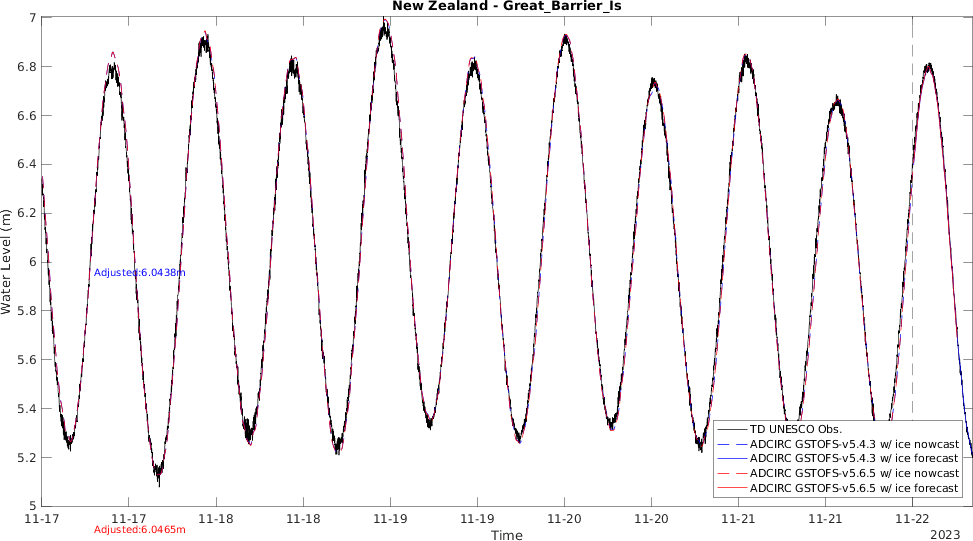 New Zealand - Great_Barrier_Is
7
6.8
6.6
6.4
6.2
6
5.8
5.6
5.4
5.2
5
Water Level (m)
Adjusted:6.0438m
Adjusted:6.0465m
TD UNESCO Obs.
ADCIRC GSTOFS-v5.4.3 w/ ice nowcast
ADCIRC GSTOFS-v5.4.3 w/ ice forecast
ADCIRC GSTOFS-v5.6.5 w/ ice nowcast
ADCIRC GSTOFS-v5.6.5 w/ ice forecast
11-17 11-17 11-18 11-18 11-19 11-19 11-20 11-20 11-21 11-21 11-22
Time
2023